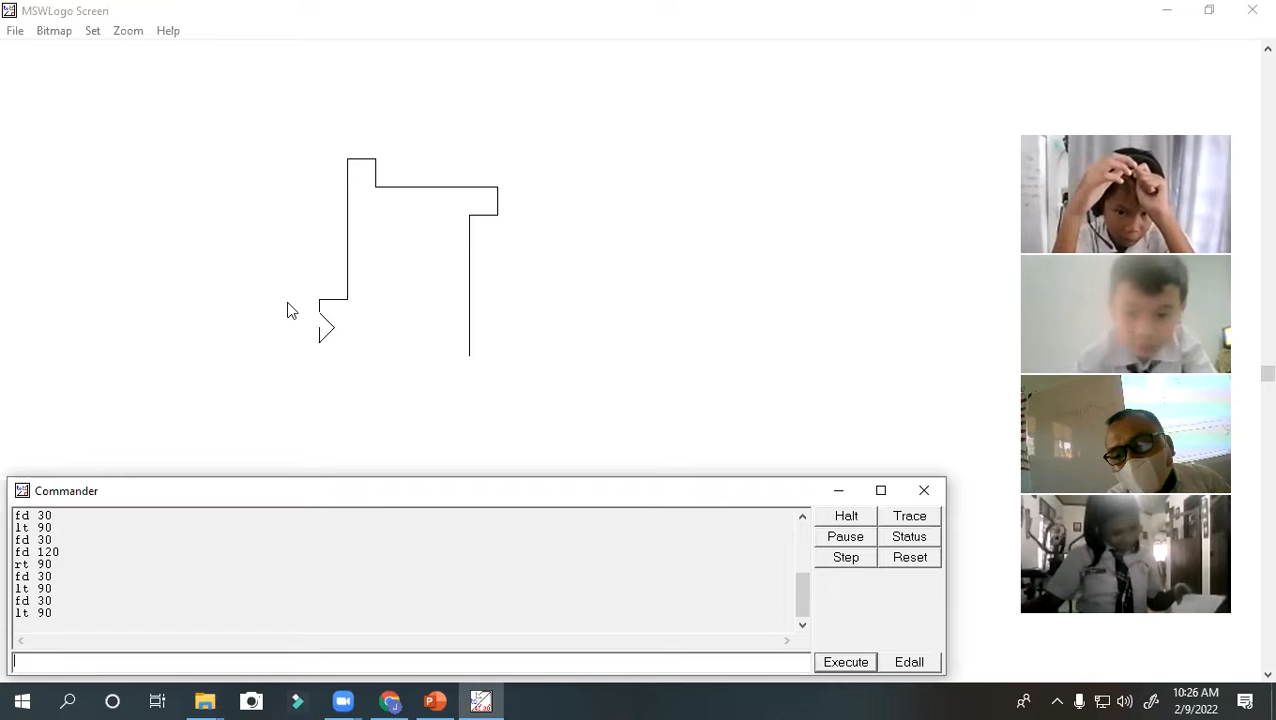 MSWLogo Screen
File Bitmap Set Zoom Help
Commander
fd 30
lt 90
fd 30
fd 120
rt 90
fd 30
lt 90
fd 30
lt 90
Halt Trace
Pause Status
Step Reset
Execute Edall
10:26 AM
2/9/2022